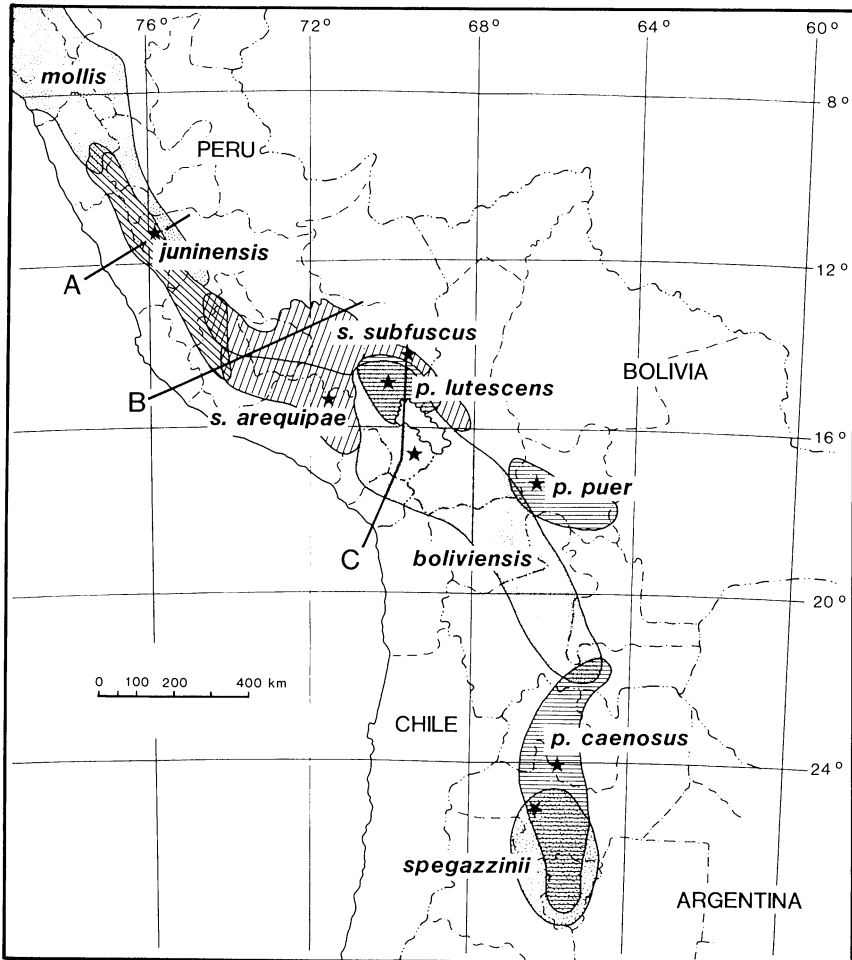 76° 72° 68° 64° 60°
mollis
8°
PERU
juninensis
A
12°
s. subfuscus
BOLIVIA
p. lutescens
B
s. arequipae
16°
p. puer
C
boliviensis
20°
0 100 200 400 km
CHILE
p. caenosus
24°
spegazzinii
ARGENTINA